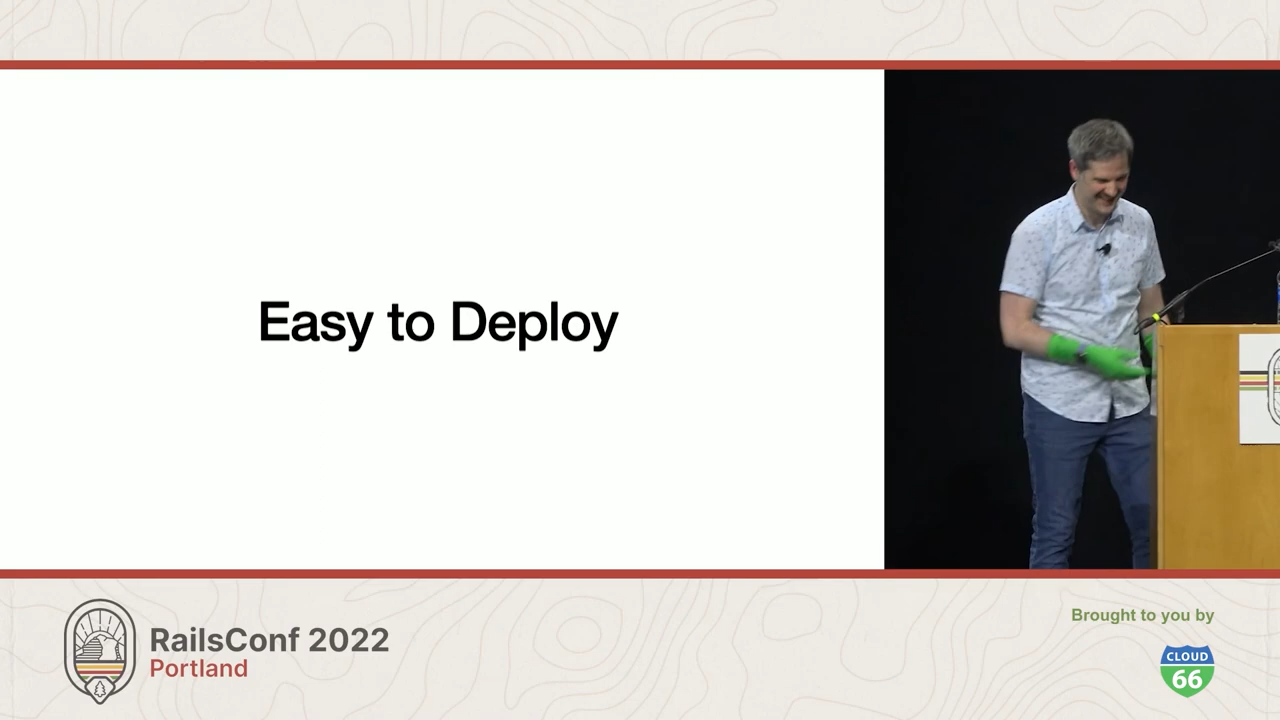 Easy to Deploy
RailsConf 2022
Portland
Brought to you by
CLOUD
66